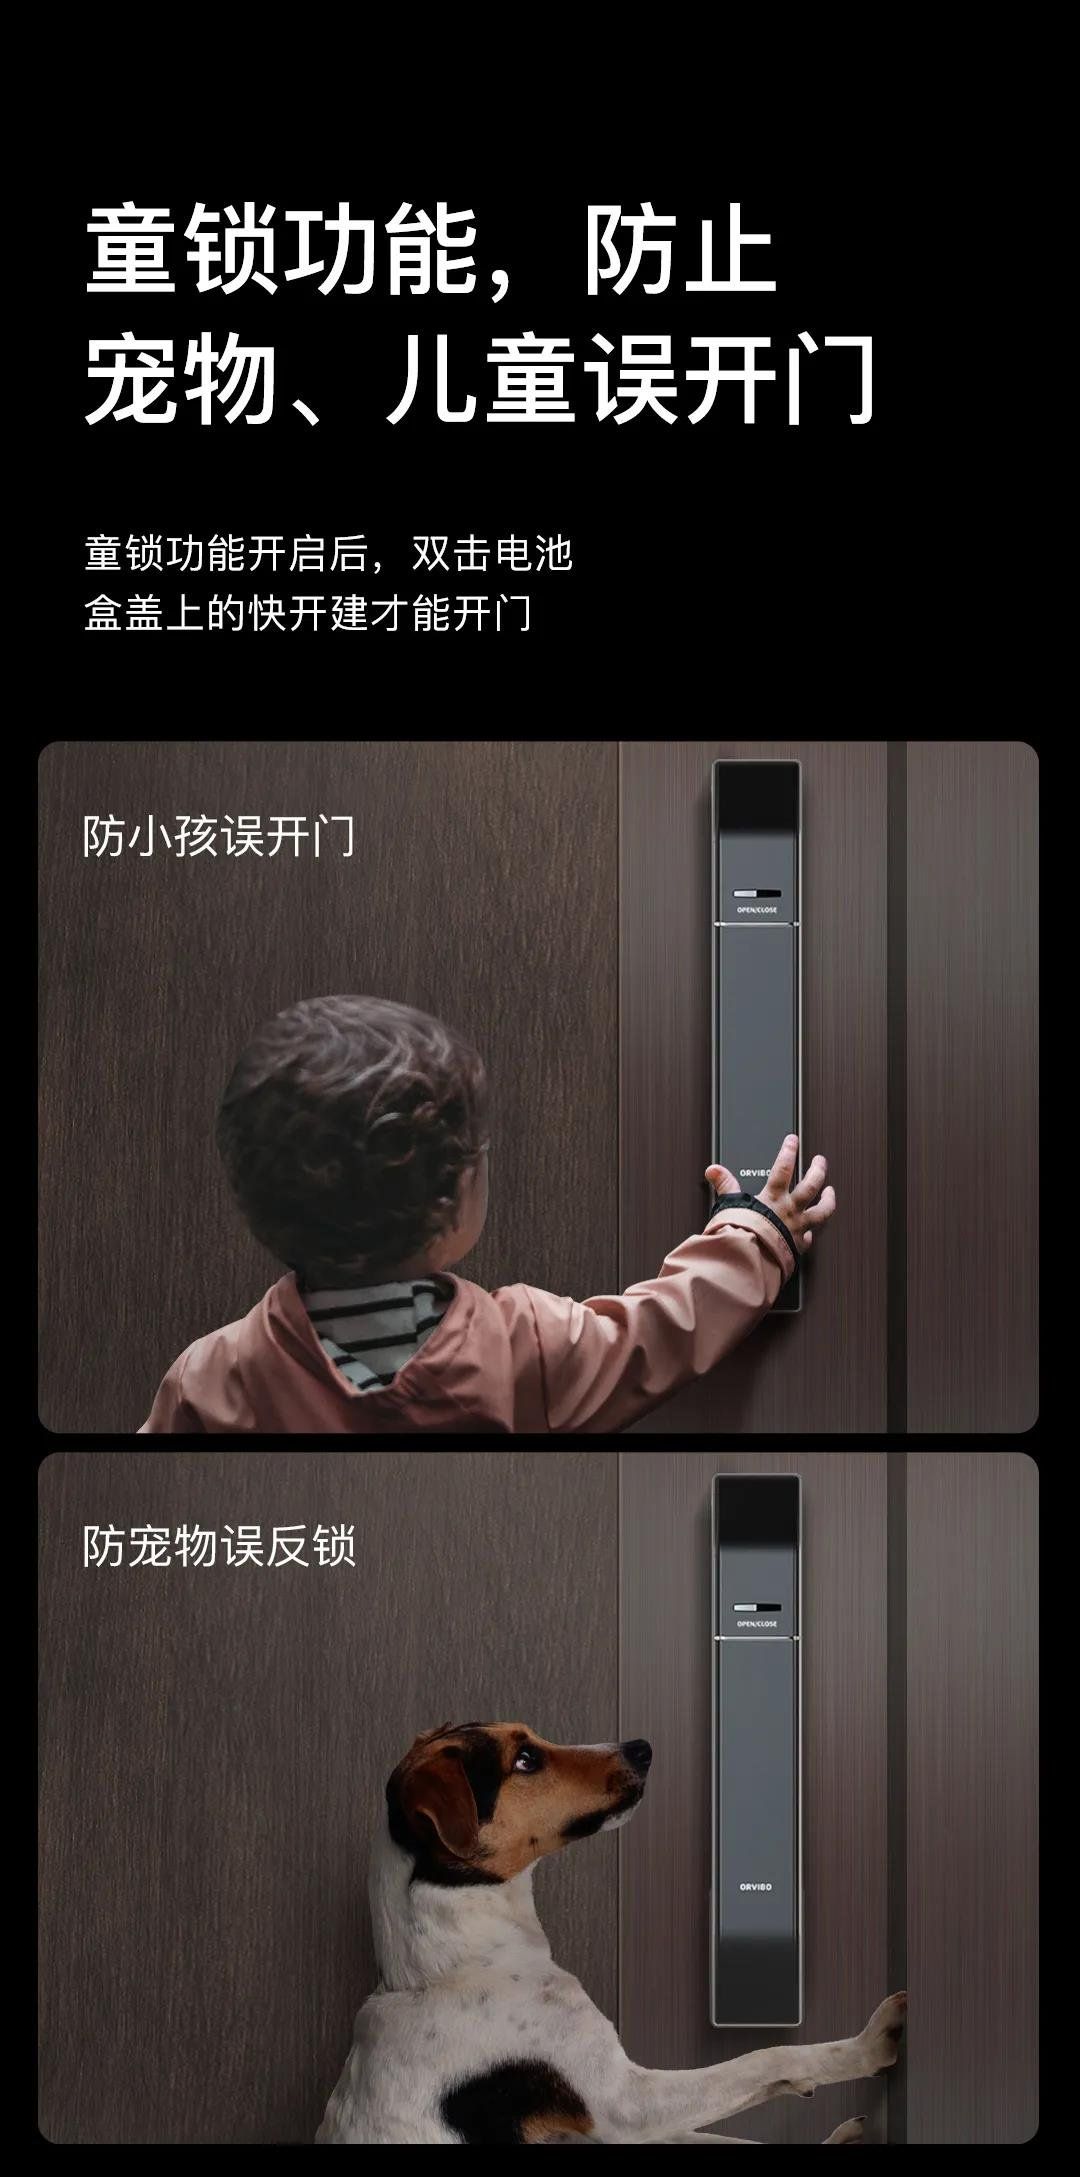 童锁功能，防止
宠物、儿童误开门
童锁功能开启后，双击电池
盒盖上的快开建才能开门
防小孩误开门
OPEN/CLOSE
ORVIBO
防宠物误反锁
OPEN/CLOSE
ORVIBO